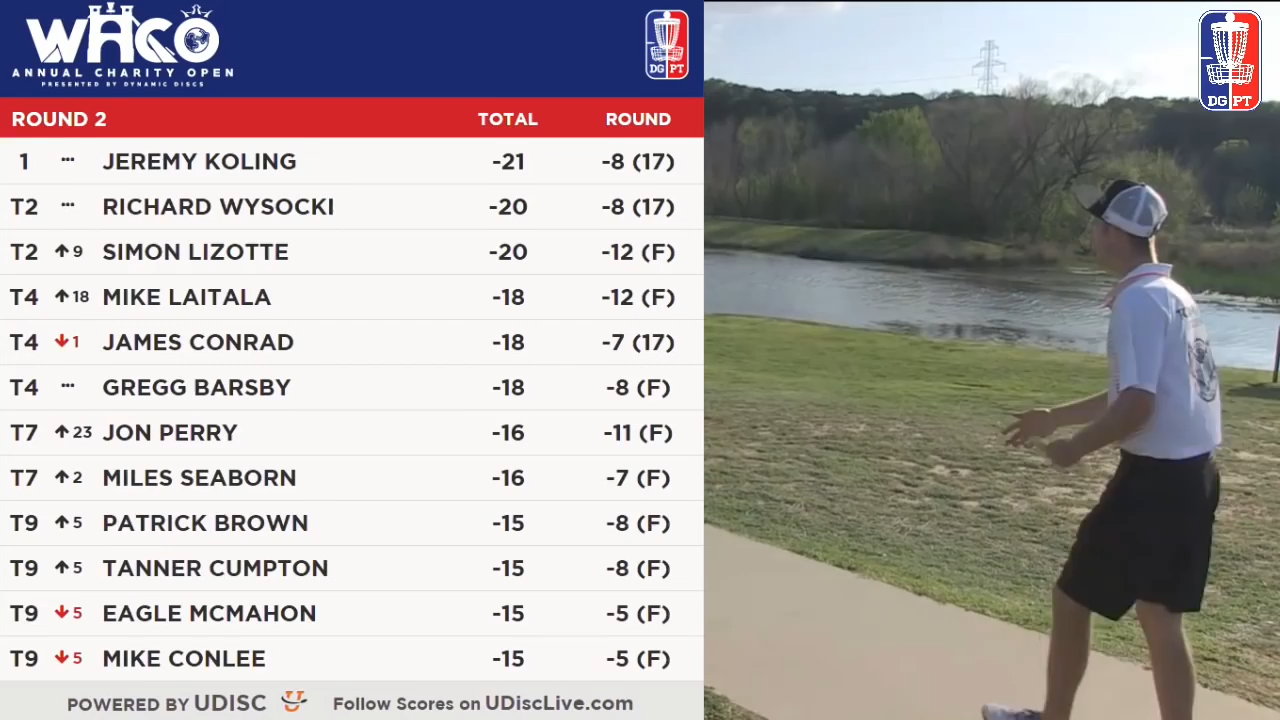 WACO
ANNUAL CHARITY OPEN
PRESENTED BY DYNAMIC DISCS
DG PT
ROUND 2 TOTAL ROUND
1 ... JEREMY KOLING -21 -8 (17)
T2 ... RICHARD WYSOCKI -20 -8 (17)
T2 ↑ 9 SIMON LIZOTTE -20 -12 (F)
T4 ↑ 18 MIKE LAITALA -18 -12 (F)
T4 ↓ 1 JAMES CONRAD -18 -7 (17)
T4 ... GREGG BARSBY -18 -8 (F)
T7 ↑ 23 JON PERRY -16 -11 (F)
T7 ↑ 2 MILES SEABORN -16 -7 (F)
T9 ↑ 5 PATRICK BROWN -15 -8 (F)
T9 ↑ 5 TANNER CUMPTON -15 -8 (F)
T9 ↓ 5 EAGLE MCMAHON -15 -5 (F)
T9 ↓ 5 MIKE CONLEE -15 -5 (F)
POWERED BY UDISC Follow Scores on UDiscLive.com
DG PT